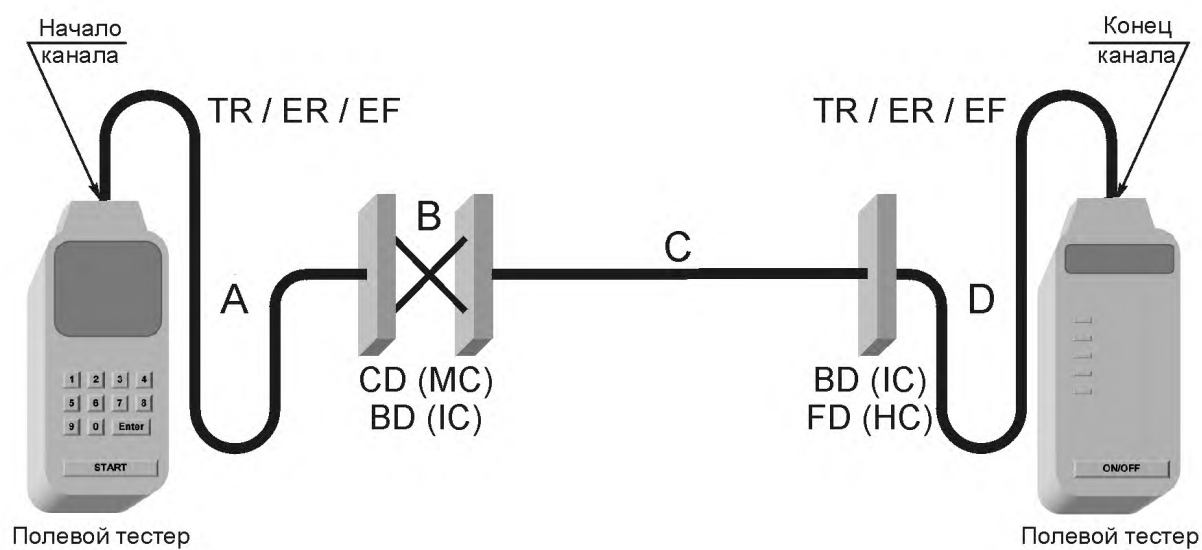 Начало
канала
Конец
канала
TR / ER / EF
TR / ER / EF
B
C
A
D
CD (MC)
BD (IC)
BD (IC)
FD (HC)
1 2 3 4
5 6 7 8
9 0 Enter
START
ON/OFF
Полевой тестер
Полевой тестер